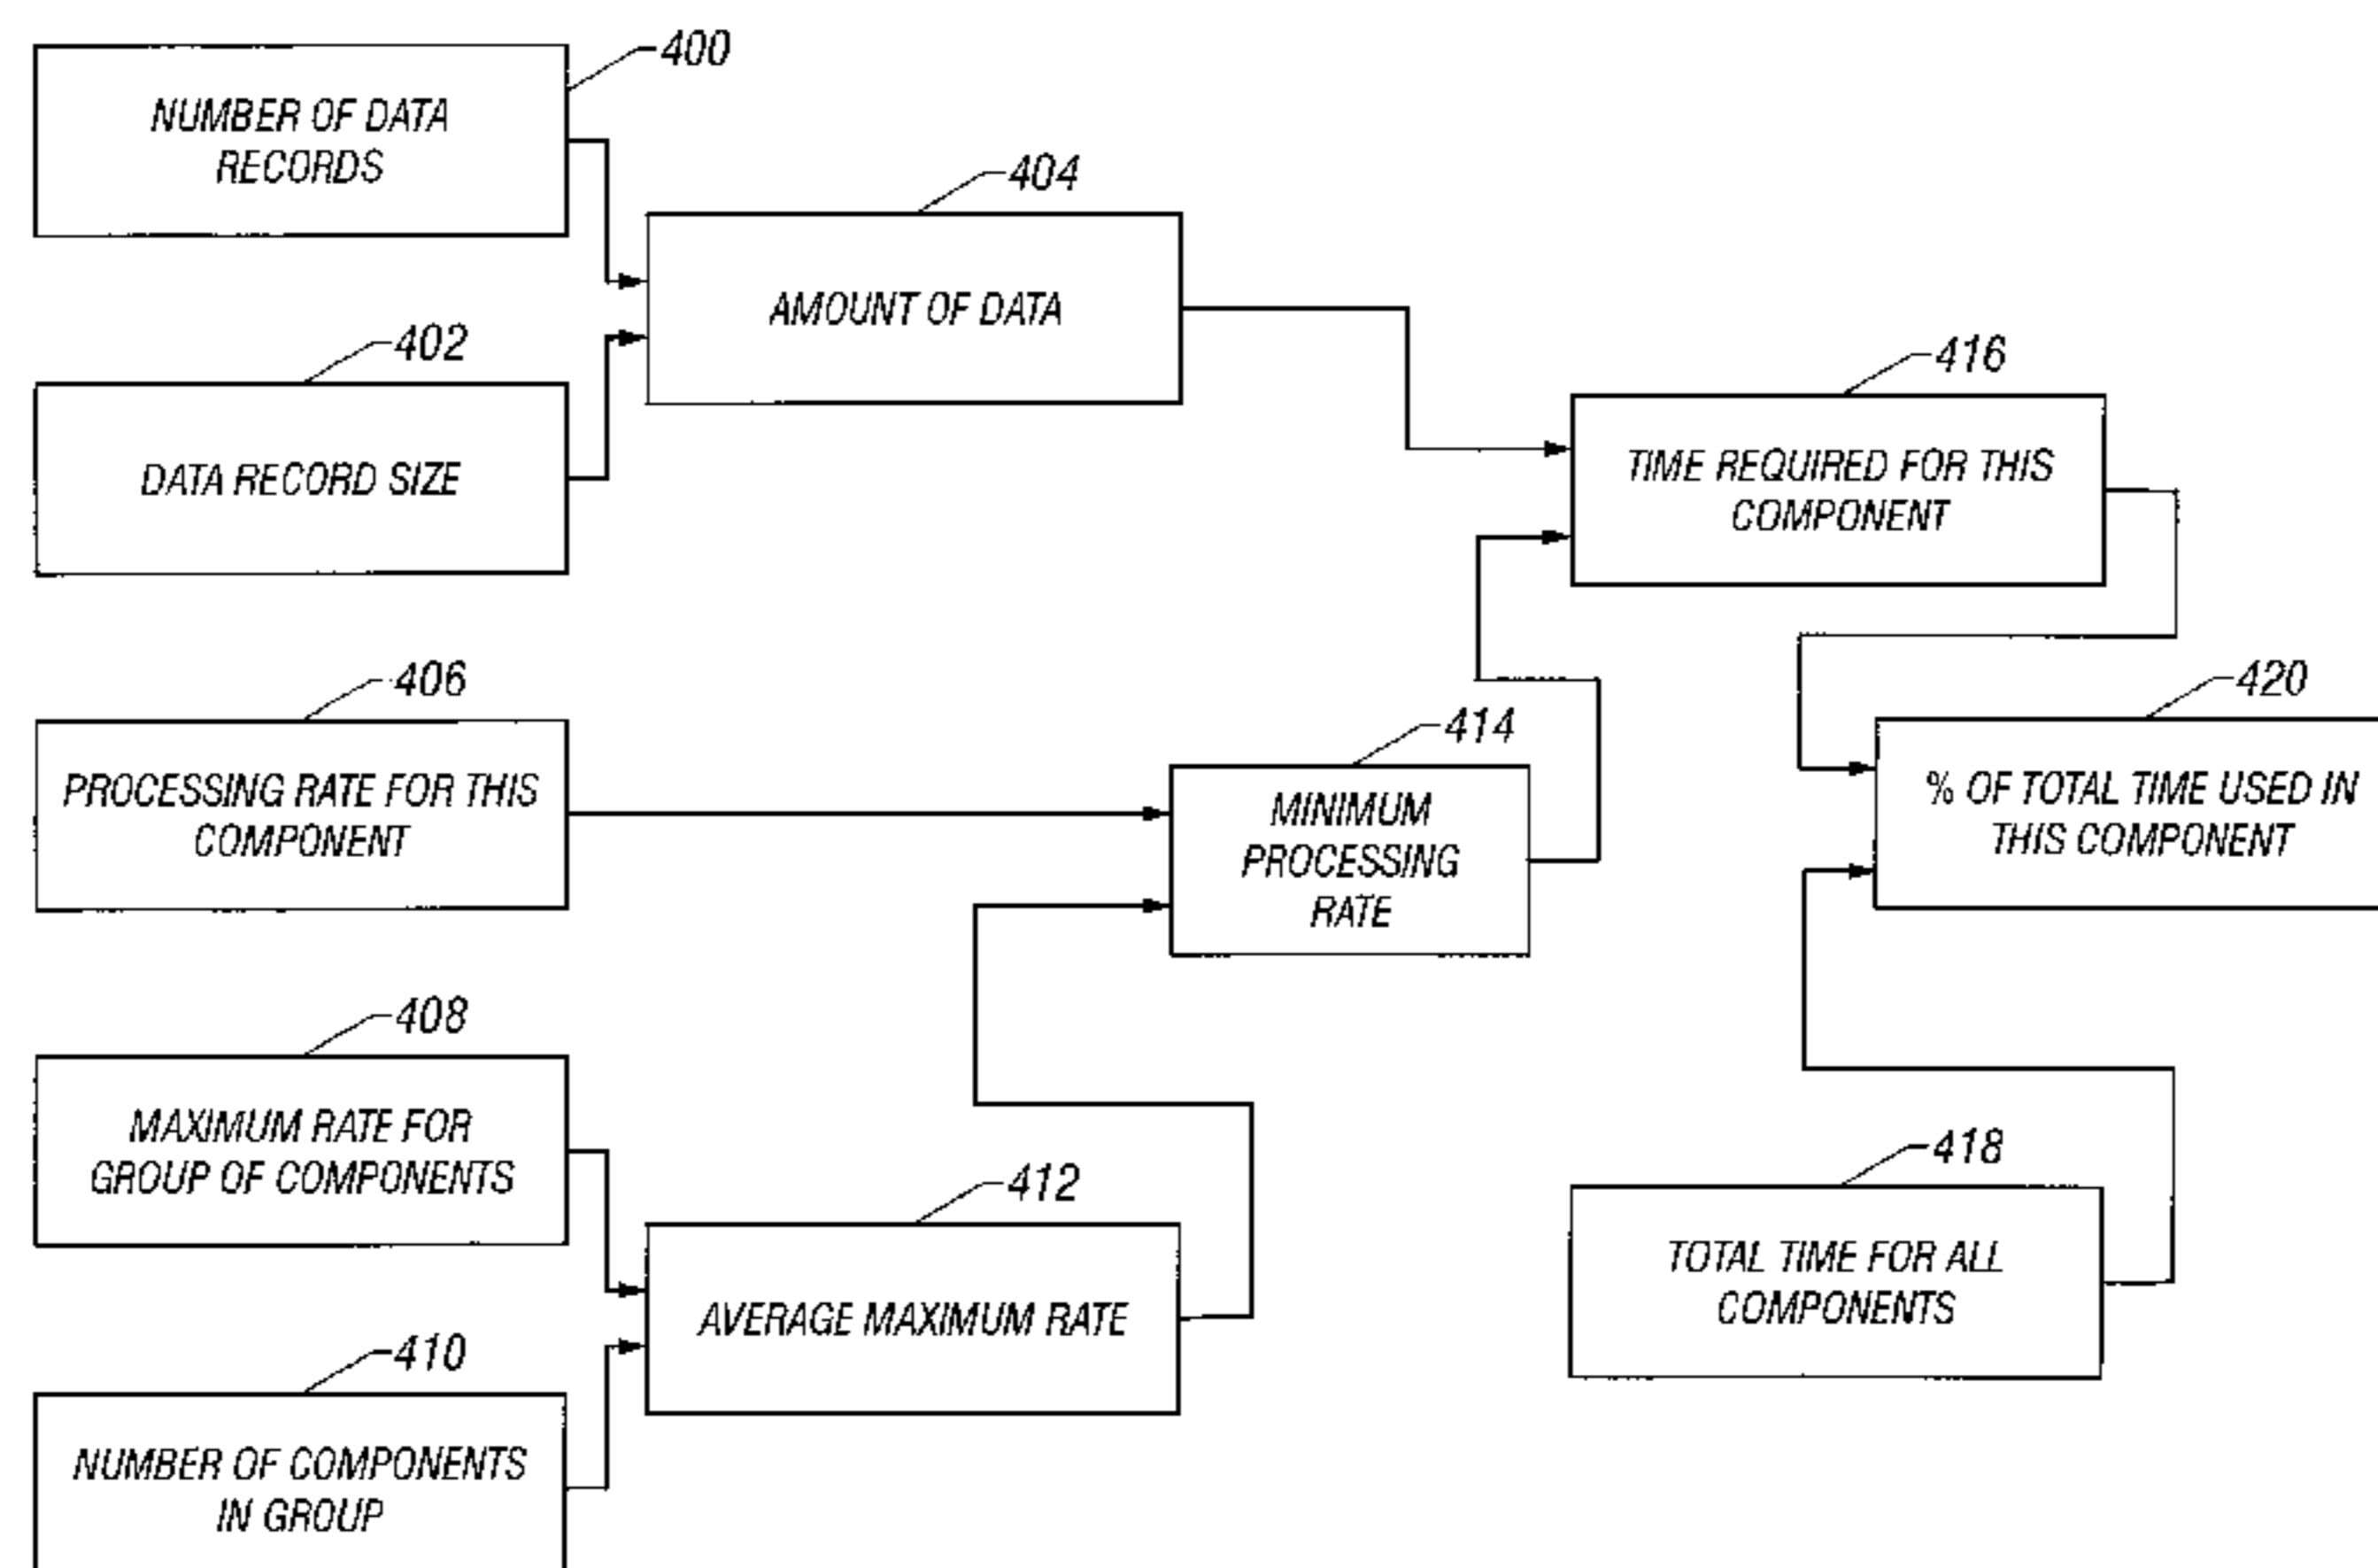 400
NUMBER OF DATA
RECORDS
404
AMOUNT OF DATA
402
DATA RECORD SIZE
416
TIME REQUIRED FOR THIS
COMPONENT
406
PROCESSING RATE FOR THIS
COMPONENT
414
MINIMUM
PROCESSING
RATE
420
% OF TOTAL TIME USED IN
THIS COMPONENT
408
MAXIMUM RATE FOR
GROUP OF COMPONENTS
412
AVERAGE MAXIMUM RATE
418
TOTAL TIME FOR ALL
COMPONENTS
410
NUMBER OF COMPONENTS
IN GROUP